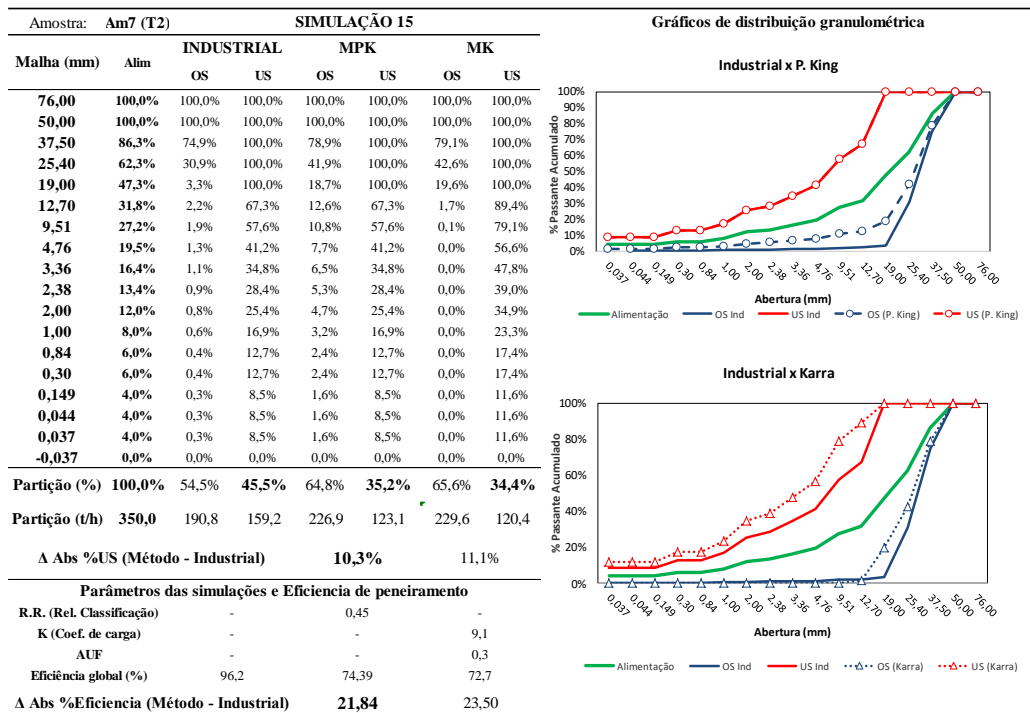 Amostra: Am7 (T2) SIMULAÇÃO 15
Malha (mm) Alim INDUSTRIAL MPK MK
OS US OS US OS US
76,00 100,0% 100,0% 100,0% 100,0% 100,0% 100,0% 100,0%
50,00 100,0% 100,0% 100,0% 100,0% 100,0% 100,0% 100,0%
37,50 86,3% 74,9% 100,0% 78,9% 100,0% 79,1% 100,0%
25,40 62,3% 30,9% 100,0% 41,9% 100,0% 42,6% 100,0%
19,00 47,3% 3,3% 100,0% 18,7% 100,0% 19,6% 100,0%
12,70 31,8% 2,2% 67,3% 12,6% 67,3% 1,7% 89,4%
9,51 27,2% 1,9% 57,6% 10,8% 57,6% 0,1% 79,1%
4,76 19,5% 1,3% 41,2% 7,7% 41,2% 0,0% 56,6%
3,36 16,4% 1,1% 34,8% 6,5% 34,8% 0,0% 47,8%
2,38 13,4% 0,9% 28,4% 5,3% 28,4% 0,0% 39,0%
2,00 12,0% 0,8% 25,4% 4,7% 25,4% 0,0% 34,9%
1,00 8,0% 0,6% 16,9% 3,2% 16,9% 0,0% 23,3%
0,84 6,0% 0,4% 12,7% 2,4% 12,7% 0,0% 17,4%
0,30 6,0% 0,4% 12,7% 2,4% 12,7% 0,0% 17,4%
0,149 4,0% 0,3% 8,5% 1,6% 8,5% 0,0% 11,6%
0,044 4,0% 0,3% 8,5% 1,6% 8,5% 0,0% 11,6%
0,037 4,0% 0,3% 8,5% 1,6% 8,5% 0,0% 11,6%
-0,037 0,0% 0,0% 0,0% 0,0% 0,0% 0,0% 0,0%
Partição (%) 100,0% 54,5% 45,5% 64,8% 35,2% 65,6% 34,4%
Partição (t/h) 350,0 190,8 159,2 226,9 123,1 229,6 120,4
Δ Abs %US (Método - Industrial) 10,3% 11,1%
Parâmetros das simulações e Eficiencia de peneiramento
R.R. (Rel. Classificação) - 0,45 -
K (Coef. de carga) - - 9,1
AUF - - 0,3
Eficiência global (%) 96,2 74,39 72,7
Δ Abs %Eficiencia (Método - Industrial) 21,84 23,50
Gráficos de distribuição granulométrica
Industrial x P. King
% Passante Acumulado
100%
90%
80%
70%
60%
50%
40%
30%
20%
10%
0%
0,037 0,044 0,149 0,30 0,84 1,00 2,00 2,38 3,36 4,76 9,51 12,70 19,00 25,40 37,50 50,00 76,00
Abertura (mm)
Alimentação OS Ind US Ind OS (P. King) US (P. King)
Industrial x Karra
% Passante Acumulado
100%
80%
60%
40%
20%
0%
0,037 0,044 0,149 0,30 0,84 1,00 2,00 2,38 3,36 4,76 9,51 12,70 19,00 25,40 37,50 50,00 76,00
Abertura (mm)
Alimentação OS Ind US Ind OS (Karra) US (Karra)